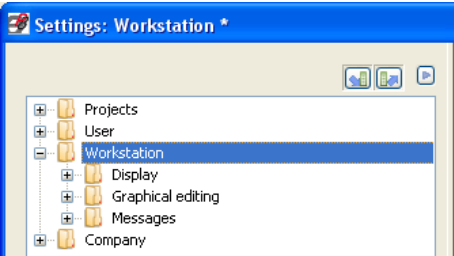 Settings: Workstation *
Projects
User
Workstation
Display
Graphical editing
Messages
Company